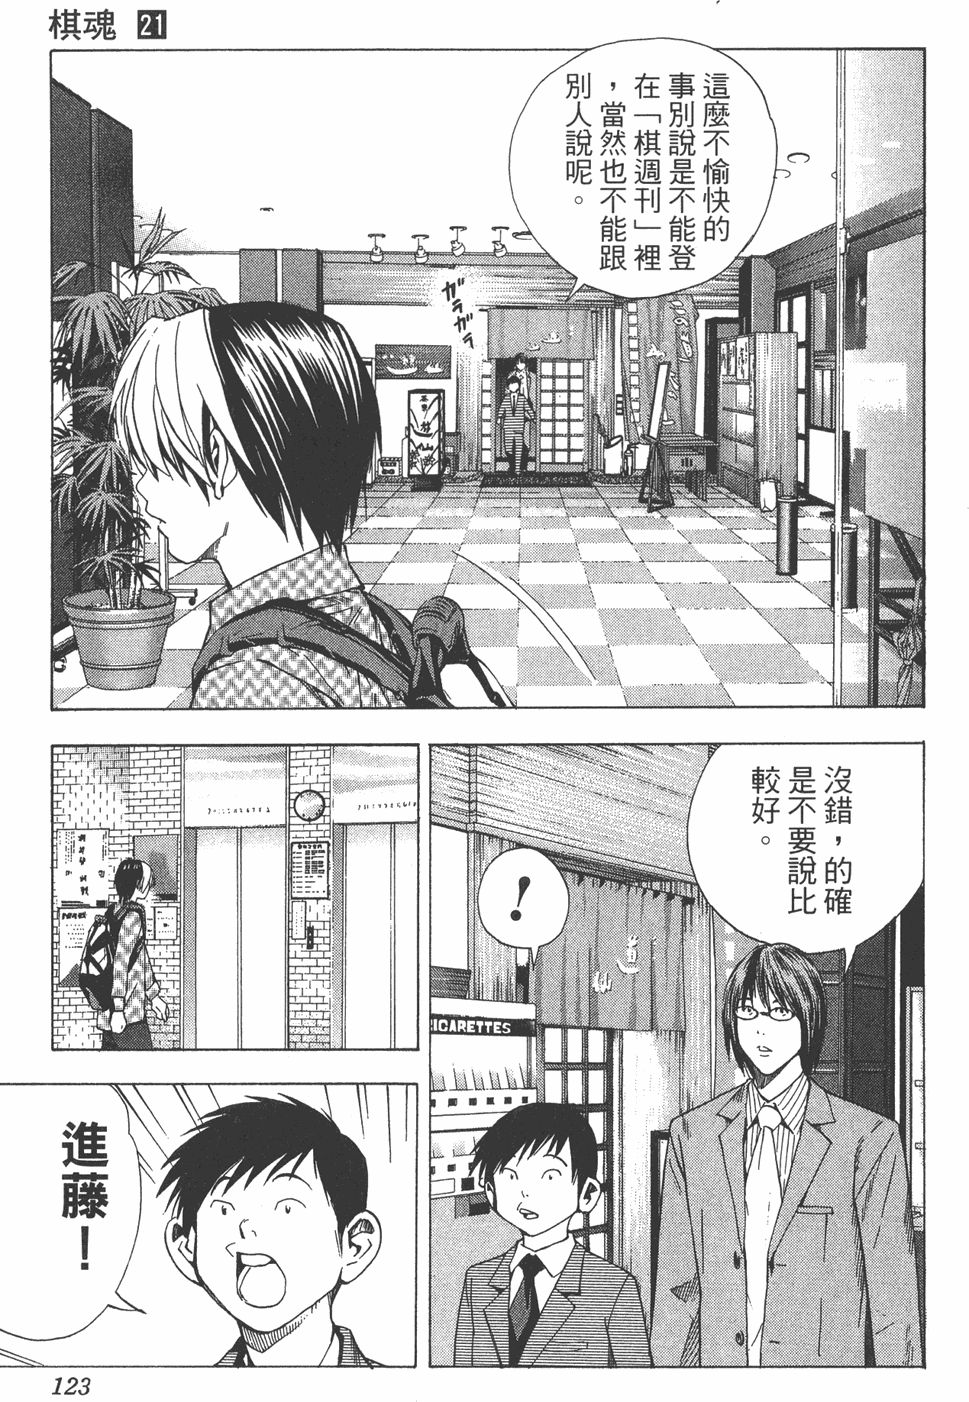 棋魂 21
這麼不愉快的
事別說是不能登
在「棋週刊」裡
，當然也不能跟
別人說呢。
ガラガラ
沒錯，的確
是不要說比
較好。
！
CIGARETTES
進藤！
123